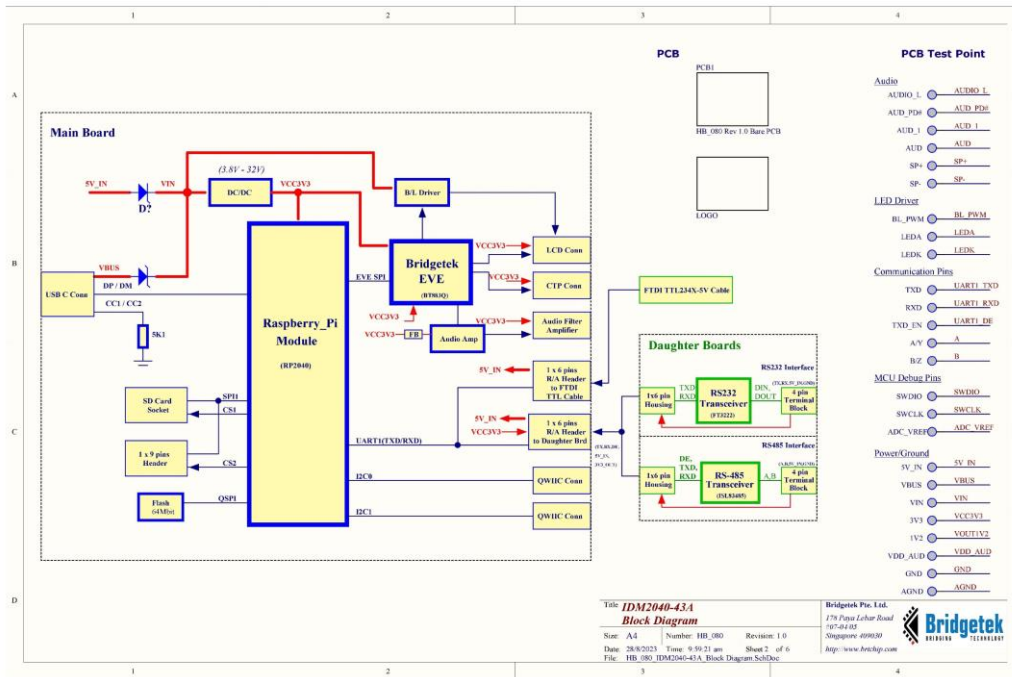 1 2 3 4
A
B
C
D
Main Board
5V_IN
D?
VIN
(3.8V - 32V)
DC/DC
VCC3V3
B/L Driver
VBUS
DP / DM
USB C Conn
CC1 / CC2
5K1
Raspberry_Pi
Module
(RP2040)
EVE SPI
Bridgetek
EVE
VCC3V3
LCD Conn
VCC3V3
CTP Conn
VCC3V3
VCC3V3
FB
Audio Amp
VCC3V3
Audio Filter
Amplifier
5V_IN
1 x 6 pins
R/A Header
to FTDI
TTL Cable
5V_IN
VCC3V3
1 x 6 pins
R/A Header
to Daughter Brd
UART1(TXD/RXD)
SD Card
Socket
SPI1
CS1
1 x 9 pins
Header
CS2
Flash
64Mbit
QSPI
I2C0
QWIIC Conn
I2C1
QWIIC Conn
FTDI TTL234X-5V Cable
Daughter Boards
RS232 Interface
1x6 pin
Housing
TXD
RXD
RS232
Transceiver
DIN,
DOUT
4 pin
Terminal
Block
RS485 Interface
1x6 pin
Housing
DE,
TXD,
RXD
RS-485
Transceiver
A,B
4 pin
Terminal
Block
PCB
PCB1
HB_080 Rev 1.0 Bare PCB
LOGO
PCB Test Point
Audio
AUDIO_L AUDIO_L
AUD_PD# AUD_PD#
AUD_1 AUD_1
AUD AUD
SP+ SP+
SP- SP-
LED Driver
BL_PWM BL_PWM
LEDA LEDA
LEDK LEDK
Communication Pins
TXD UART1_TXD
RXD UART1_RXD
TXD_EN UART1_DE
A/Y A
B/Z B
MCU Debug Pins
SWDIO SWDIO
SWCLK SWCLK
ADC_VREF ADC_VREF
Power/Ground
5V_IN 5V_IN
VBUS VBUS
VIN VIN
3V3 VCC3V3
1V2 VOUT1V2
VDD_AUD VDD_AUD
GND GND
AGND AGND
Title IDM2040-43A
Block Diagram
Size: A4 Number: HB_080 Revision: 1.0
Date: 28/8/2023 Time: 9:59:21 am Sheet 2 of 6
File: HB_080_IDM2040-43A_Block Diagram.SchDoc
Bridgetek Pte. Ltd.
178 Paya Lebar Road
#07-04/05
Singapore 409030
http://www.brtchip.com
Bridgetek
BRIDGING TECHNOLOGY
1 2 3 4